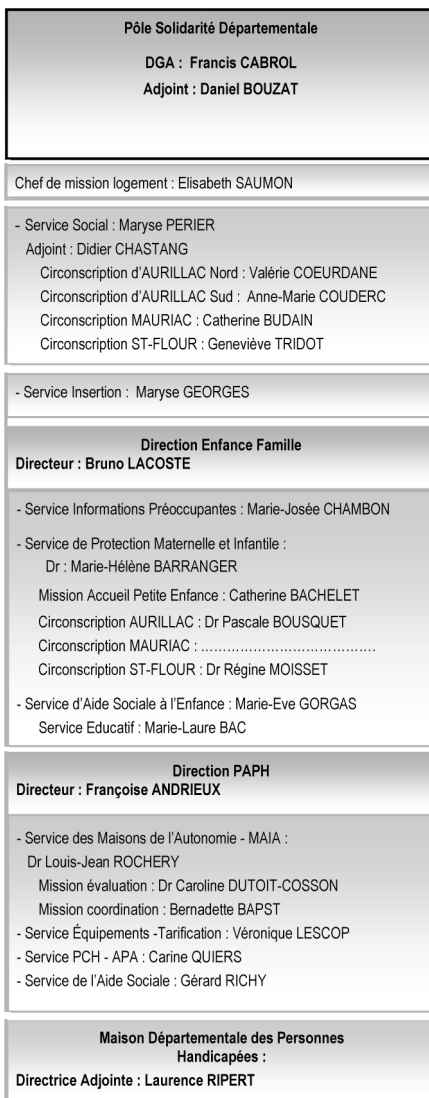 Pôle Solidarité Départementale
DGA : Francis CABROL
Adjoint : Daniel BOUZAT
Chef de mission logement : Elisabeth SAUMON
- Service Social : Maryse PERIER
Adjoint : Didier CHASTANG
Circonscription d'AURILLAC Nord : Valérie COEURDANE
Circonscription d'AURILLAC Sud : Anne-Marie COUDERC
Circonscription MAURIAC : Catherine BUDAIN
Circonscription ST-FLOUR : Geneviève TRIDOT
- Service Insertion : Maryse GEORGES
Direction Enfance Famille
Directeur : Bruno LACOSTE
- Service Informations Préoccupantes : Marie-Josée CHAMBON
- Service de Protection Maternelle et Infantile :
Dr : Marie-Hélène BARRANGER
Mission Accueil Petite Enfance : Catherine BACHELET
Circonscription AURILLAC : Dr Pascale BOUSQUET
Circonscription MAURIAC : ………………………………….
Circonscription ST-FLOUR : Dr Régine MOISSET
- Service d'Aide Sociale à l'Enfance : Marie-Eve GORGAS
Service Educatif : Marie-Laure BAC
Direction PAPH
Directeur : Françoise ANDRIEUX
- Service des Maisons de l'Autonomie - MAIA :
Dr Louis-Jean ROCHERY
Mission évaluation : Dr Caroline DUTOIT-COSSON
Mission coordination : Bernadette BAPST
- Service Équipements -Tarification : Véronique LESCOP
- Service PCH - APA : Carine QUIERS
- Service de l'Aide Sociale : Gérard RICHY
Maison Départementale des Personnes
Handicapées :
Directrice Adjointe : Laurence RIPERT